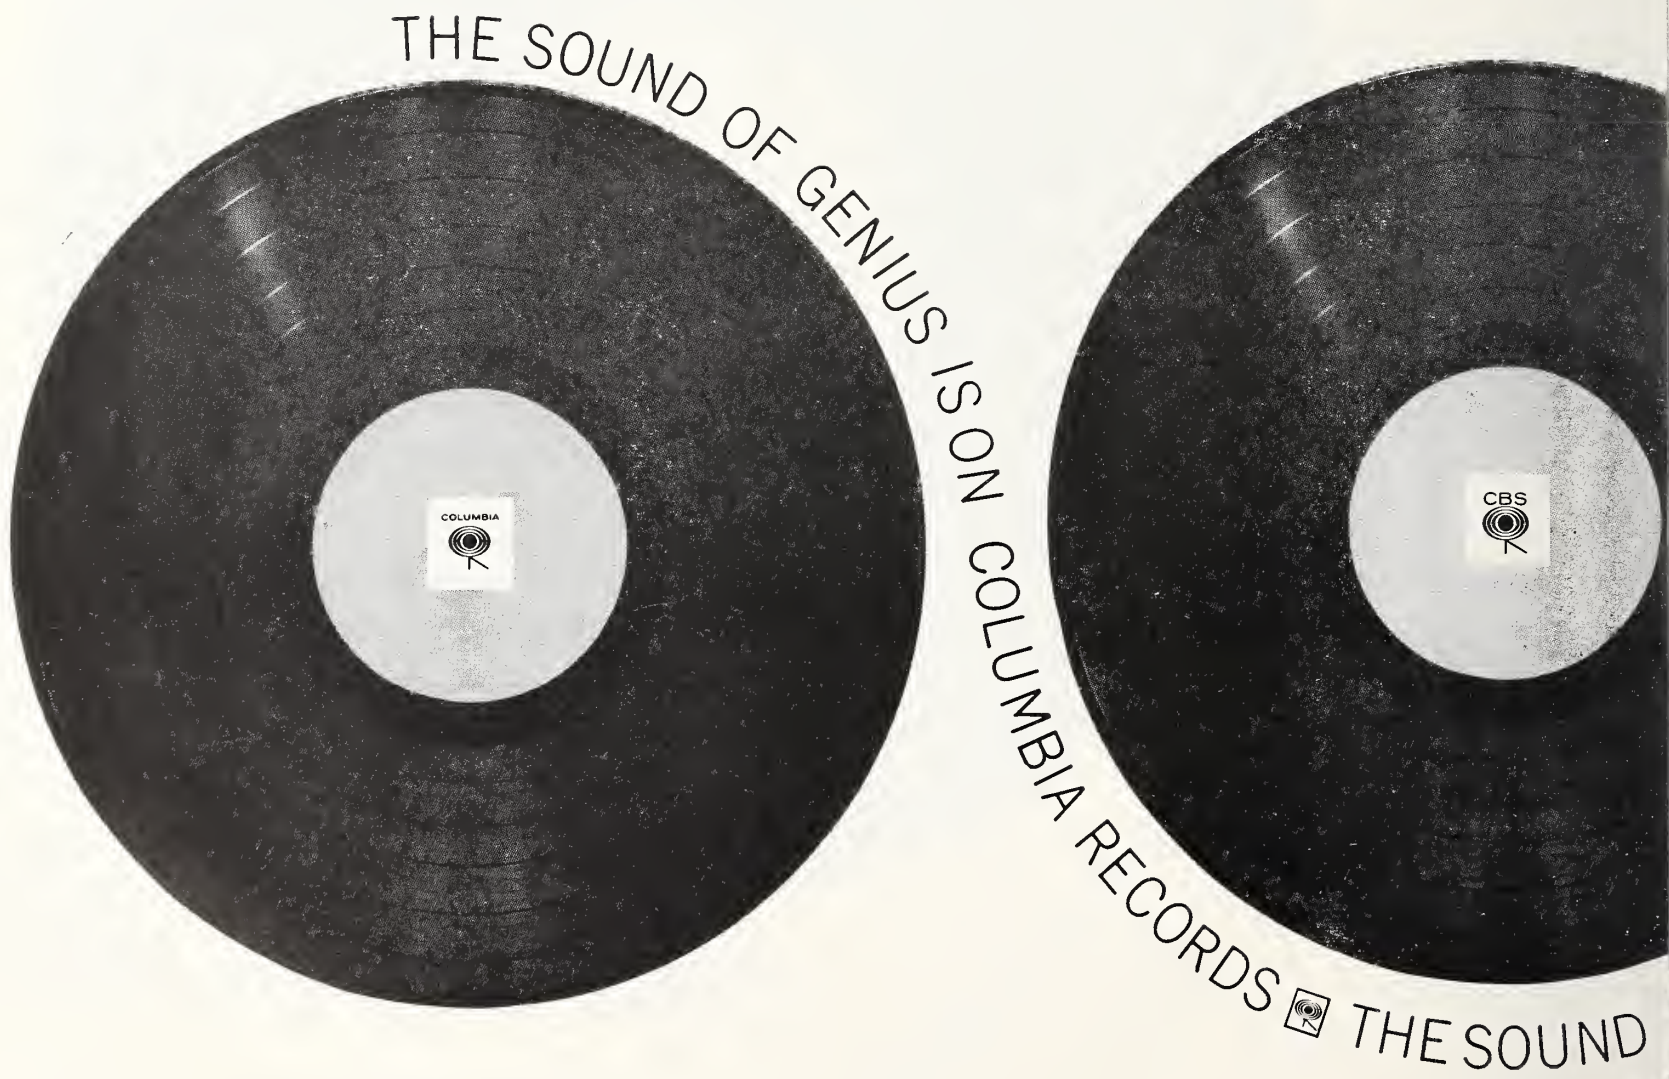 THE SOUND OF GENIUS IS ON COLUMBIA RECORDS THE SOUND
COLUMBIA
CBS